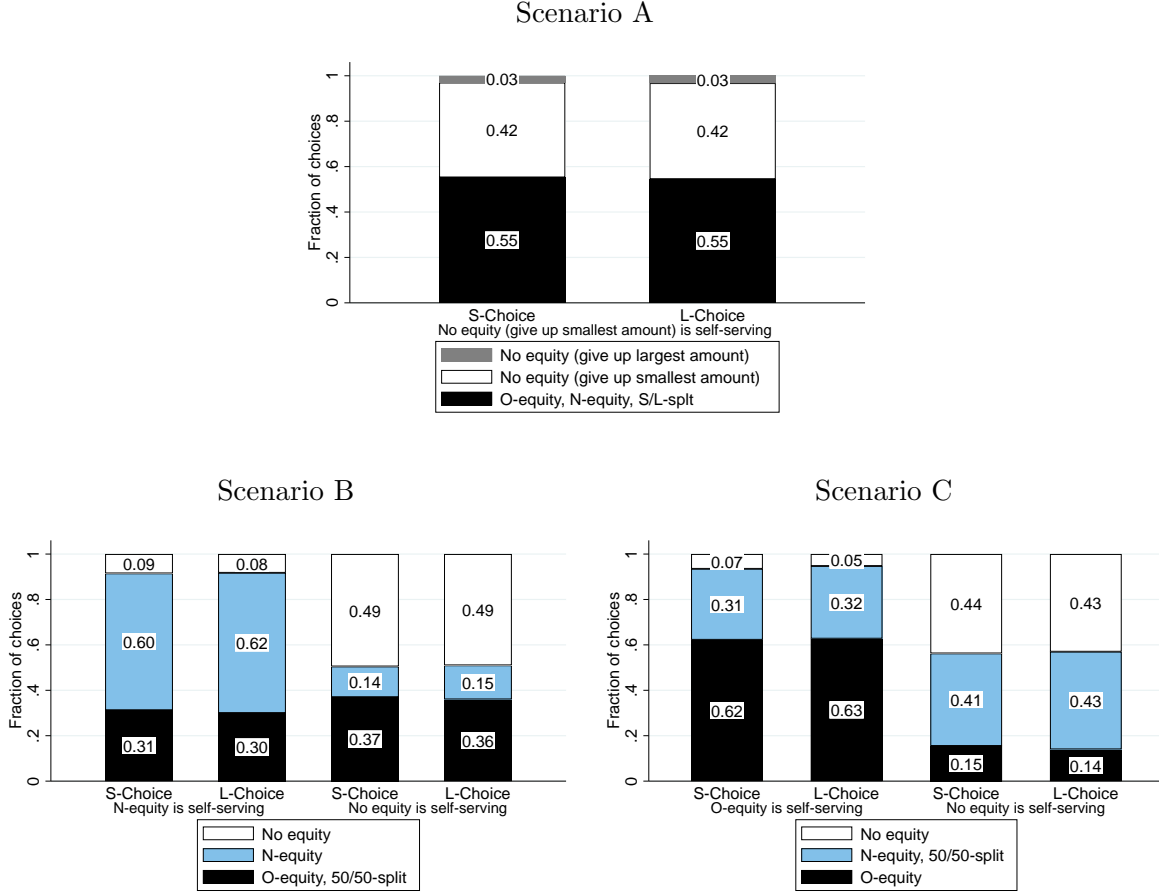 Scenario A
Fraction of choices
0 .2 .4 .6 .8 1
0.03 0.03
0.42 0.42
0.55 0.55
S-Choice L-Choice
No equity (give up smallest amount) is self-serving
No equity (give up largest amount)
No equity (give up smallest amount)
O-equity, N-equity, S/L-splt
Scenario B
Fraction of choices
0 .2 .4 .6 .8 1
0.09 0.08
0.60 0.62 0.49 0.49
0.14 0.15
0.31 0.30 0.37 0.36
S-Choice L-Choice S-Choice L-Choice
N-equity is self-serving No equity is self-serving
No equity
N-equity
O-equity, 50/50-split
Scenario C
Fraction of choices
0 .2 .4 .6 .8 1
0.07 0.05
0.31 0.32 0.44 0.43
0.41 0.43
0.62 0.63 0.15 0.14
S-Choice L-Choice S-Choice L-Choice
O-equity is self-serving No equity is self-serving
No equity
N-equity, 50/50-split
O-equity